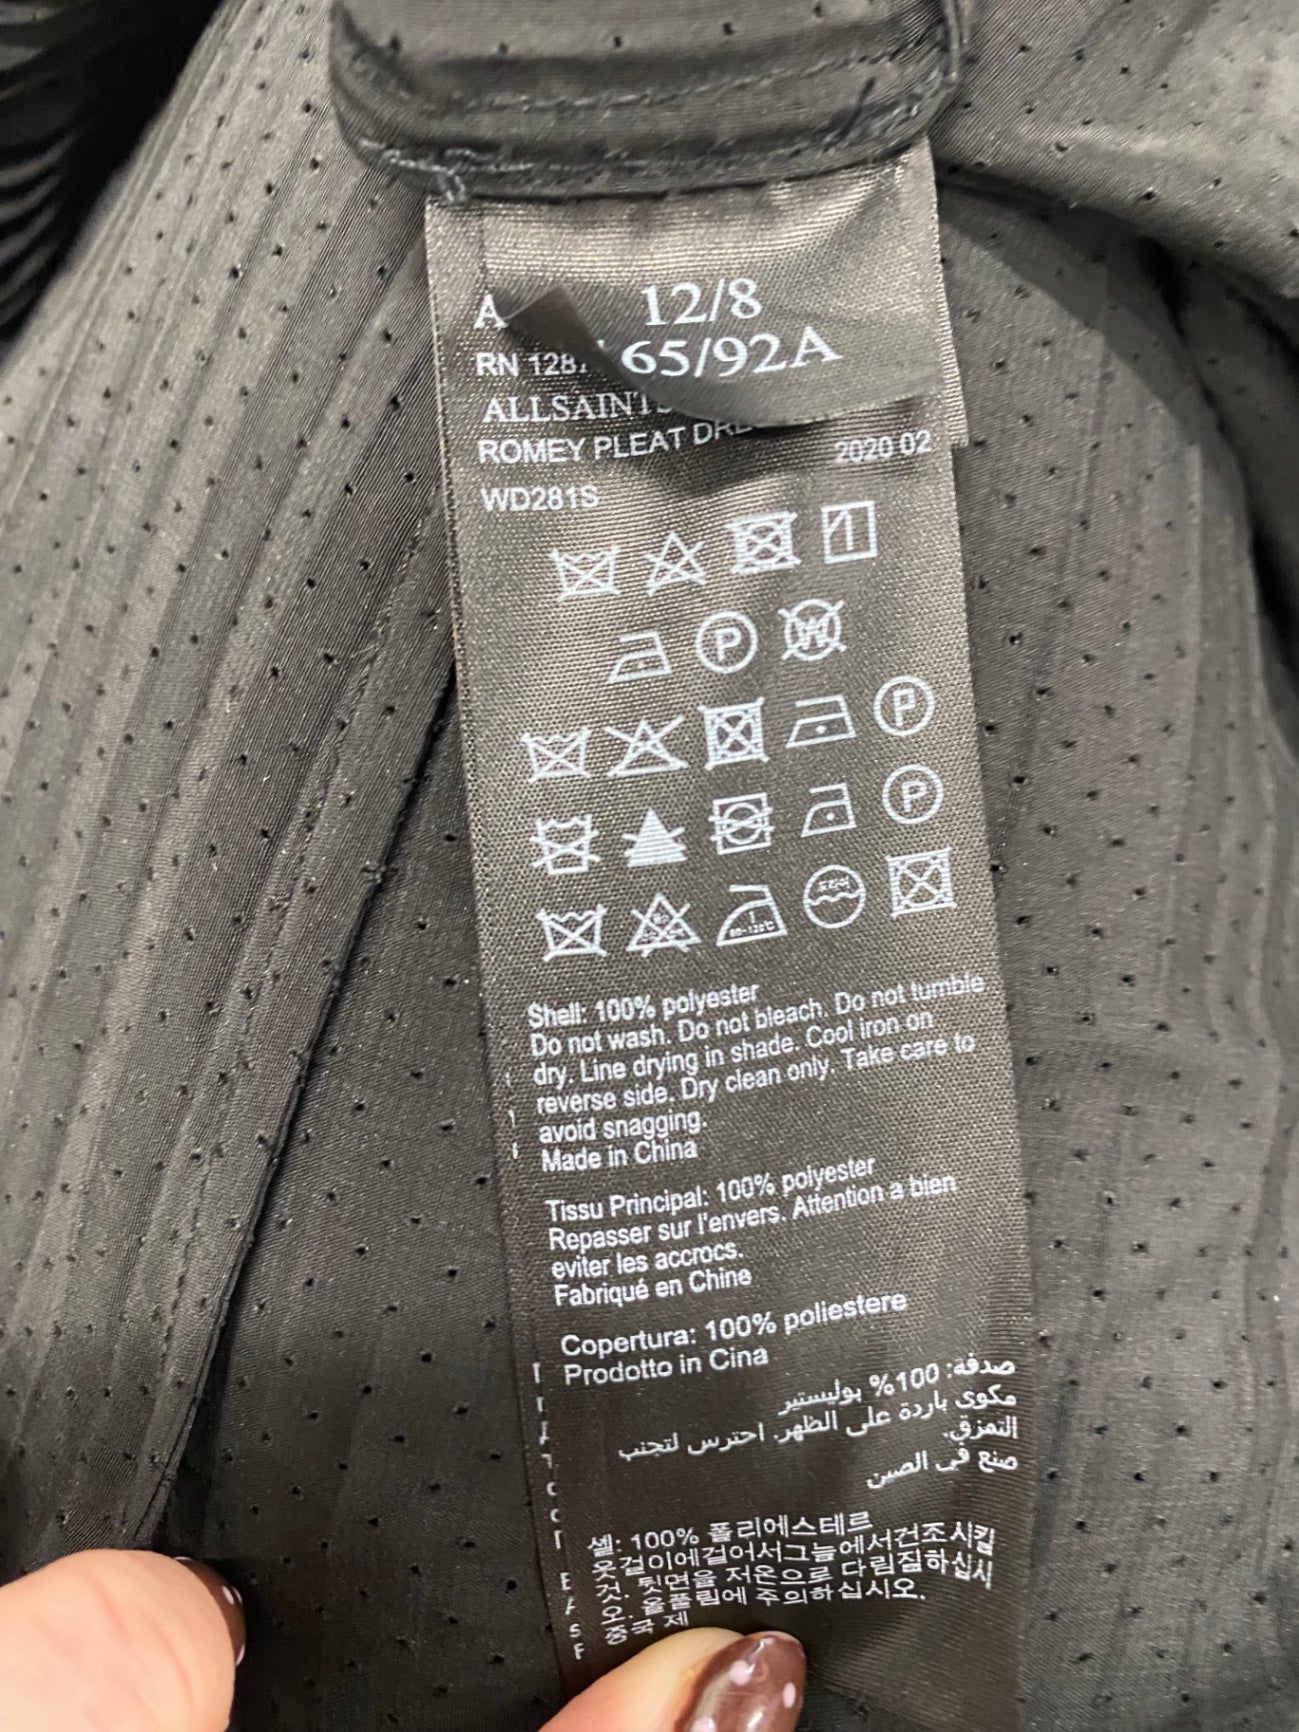 12/8
65/92A
A
RN 128
ALLSAINTS
ROMEY PLEAT
2020 02
WD281S
P W
P
P
Shell: 100% polyester
Do not wash. Do not bleach. Do not tumble
dry. Line drying in shade. Cool iron on
reverse side. Dry clean only. Take care to
avoid snagging.
Made in China
Tissu Principal: 100% polyester
Repasser sur l'envers. Attention a bien
eviter les accrocs.
Fabriqué en Chine
Copertura: 100% poliestere
Prodotto in Cina
صدفة: 100% بوليستير
مكوى باردة على الظهر. احترس لتجنب
التمزق.
صنع في الصين
셸: 100% 폴리에스테르
옷걸이에걸어서그늘에서건조시킬
것. 뒷면을 저온으로 다림질하십시
오. 올풀림에 주의하십시오.
중국 제